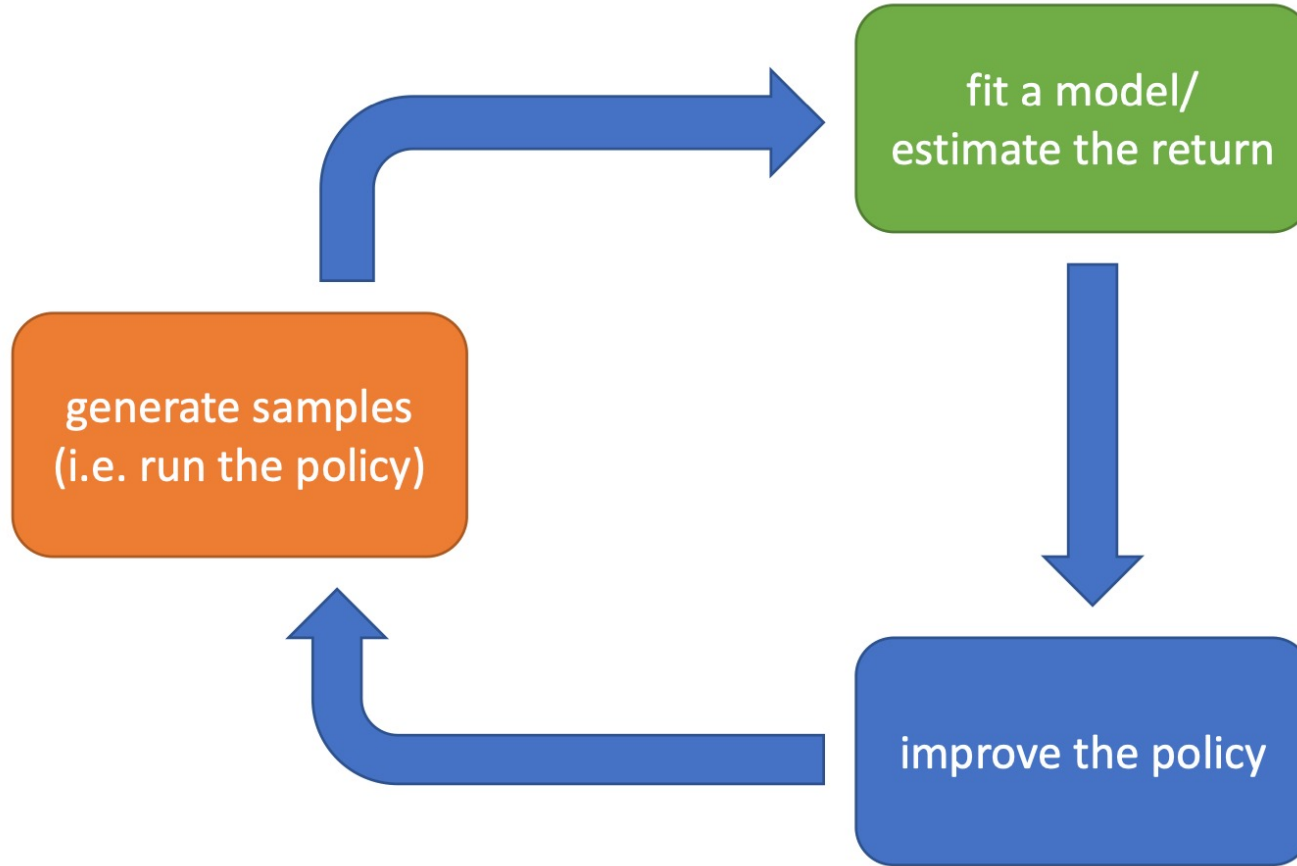 fit a model/
estimate the return
generate samples
(i.e. run the policy)
improve the policy